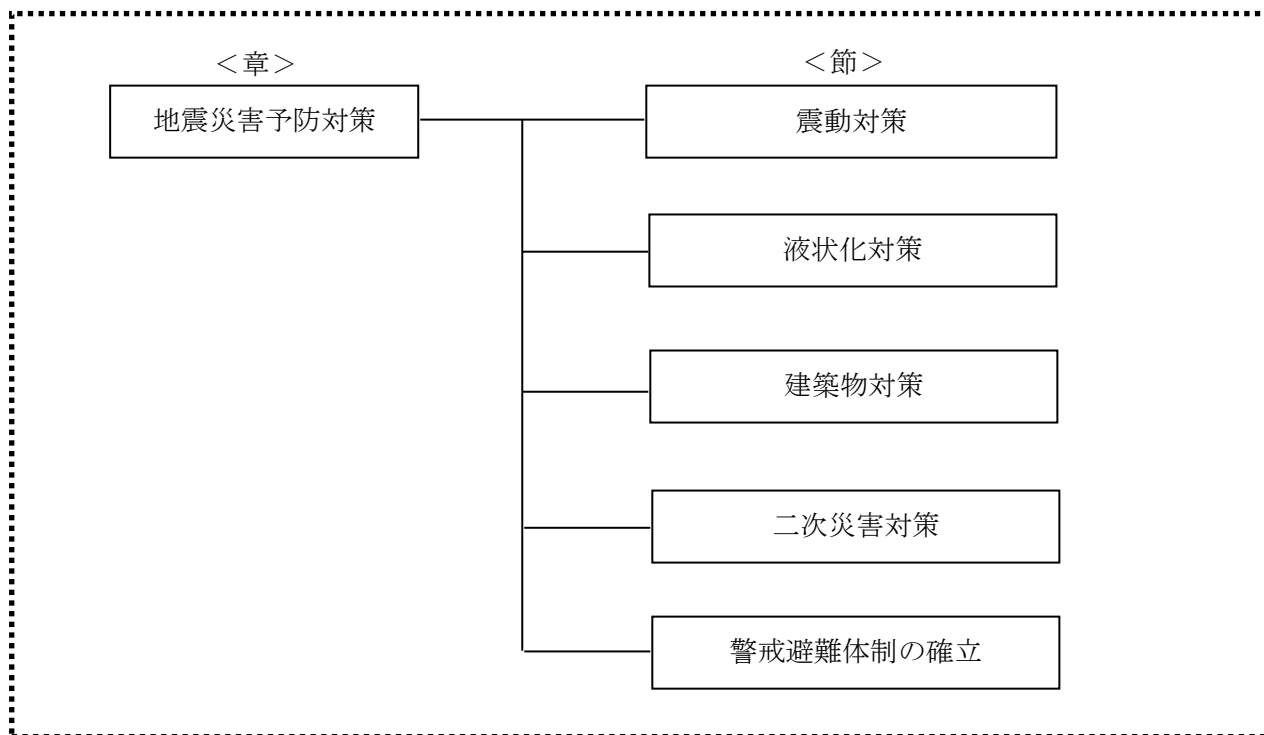 ＜章＞
＜節＞
地震災害予防対策
震動対策
液状化対策
建築物対策
二次災害対策
警戒避難体制の確立